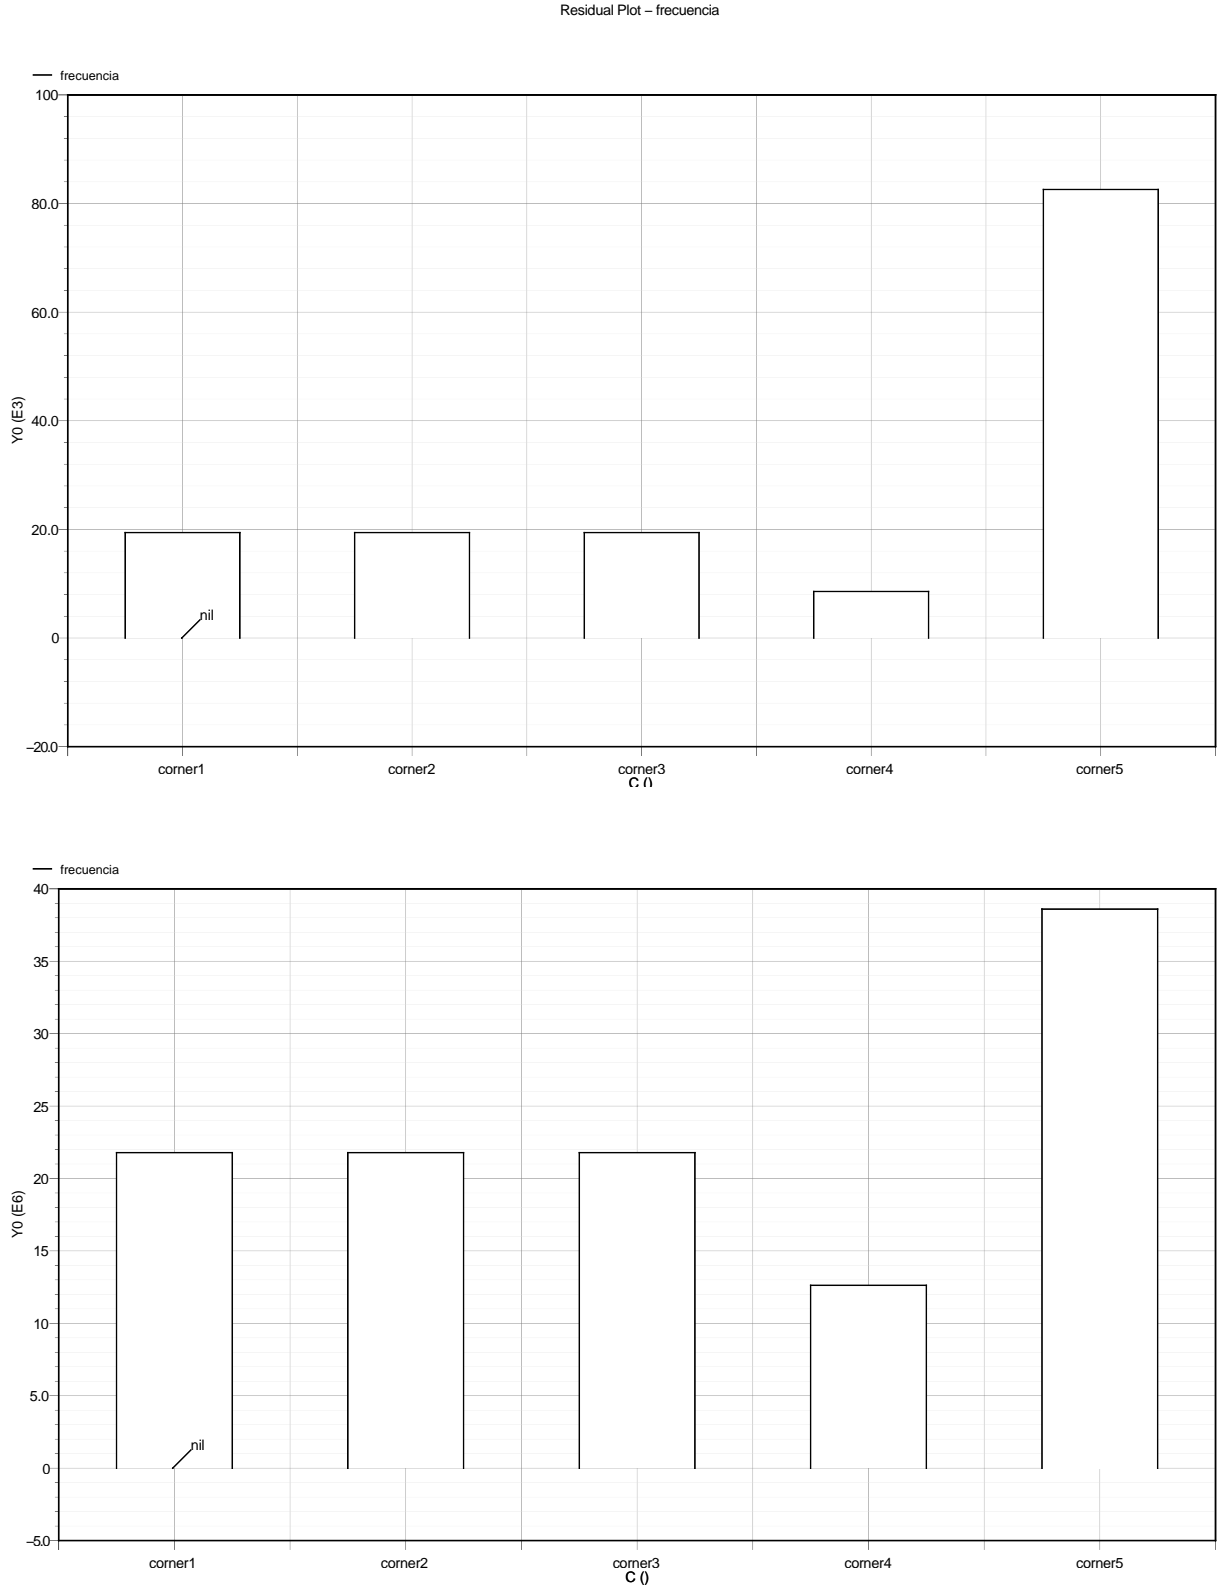 Residual Plot – frecuencia
frecuencia
100
80.0
60.0
Y0 (E3)
40.0
20.0
nil
0
–20.0
corner1 corner2 corner3 corner4 corner5
C ()
frecuencia
40
35
30
25
20
Y0 (E6)
15
10
5.0
nil
0
–5.0
corner1 corner2 corner3 corner4 corner5
C ()